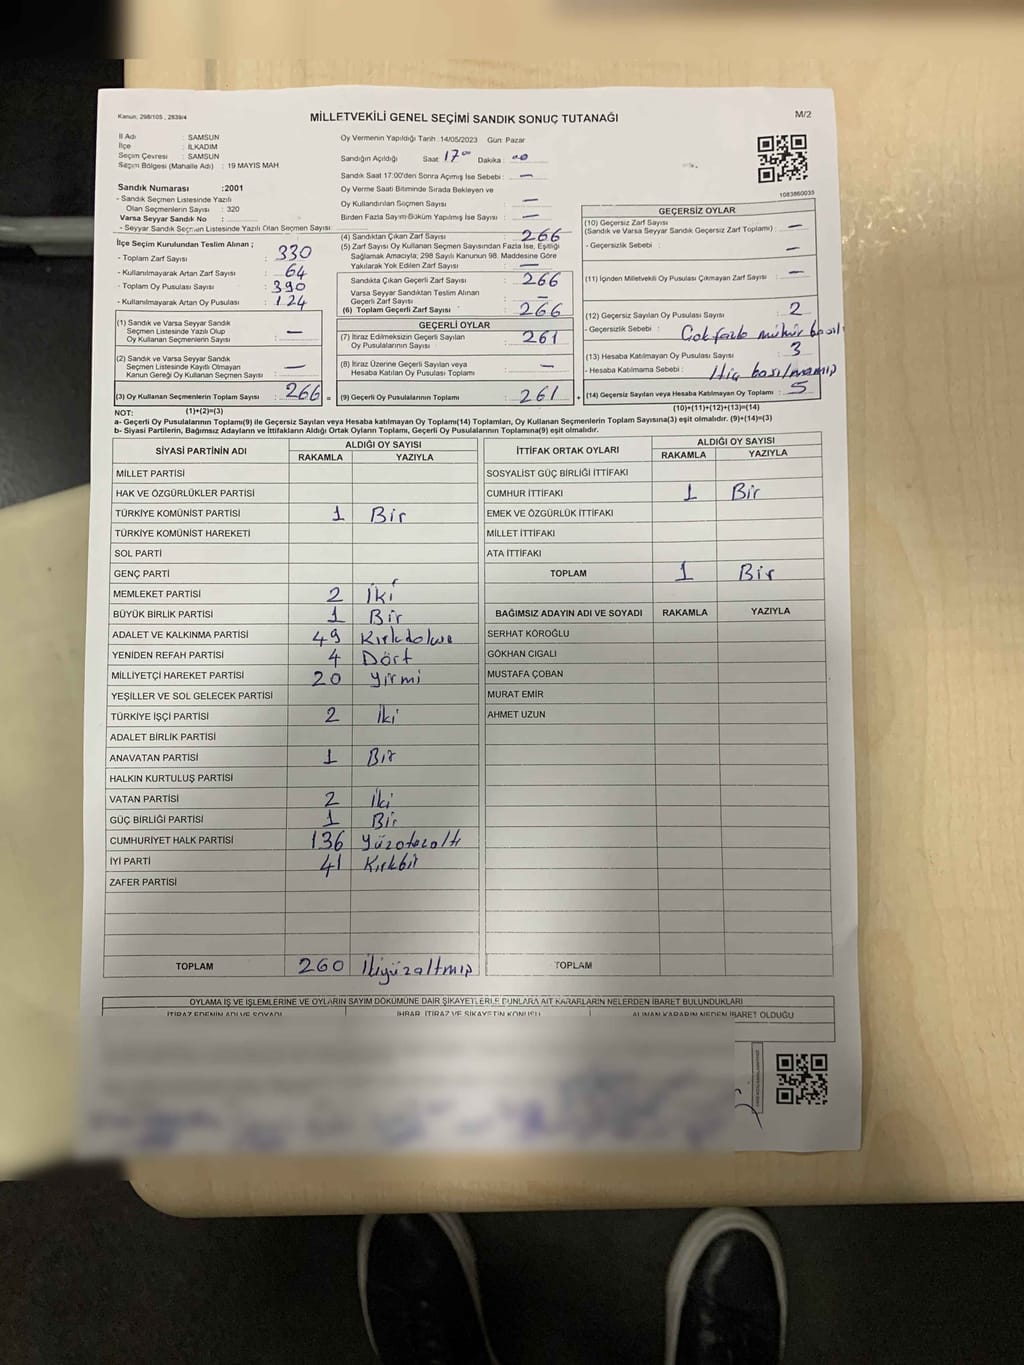 Kanun; 298/105 , 2839/4
MİLLETVEKİLİ GENEL SEÇİMİ SANDIK SONUÇ TUTANAĞI
M/2
İl Adı : SAMSUN
İlçe : İLKADIM
Seçim Çevresi : SAMSUN
Seçim Bölgesi (Mahalle Adı) : 19 MAYIS MAH
Sandık Numarası :2001
- Sandık Seçmen Listesinde Yazılı
Olan Seçmenlerin Sayısı : 320
Varsa Seyyar Sandık No :
- Seyyar Sandık Seçmen Listesinde Yazılı Olan Seçmen Sayısı
Oy Vermenin Yapıldığı Tarih :14/05/2023 Gün: Pazar
Sandığın Açıldığı Saat 17⁰⁰ Dakika : 00
Sandık Saat 17:00'den Sonra Açımış İse Sebebi : —
Oy Verme Saati Bitiminde Sırada Bekleyen ve
Oy Kullandırılan Seçmen Sayısı : —
Birden Fazla Sayım-Büküm Yapılmış İse Sayısı : —
1083860035
İlçe Seçim Kurulundan Teslim Alınan ;
- Toplam Zarf Sayısı : 330
- Kullanılmayarak Artan Zarf Sayısı : 64
- Toplam Oy Pusulası Sayısı : 390
- Kullanılmayarak Artan Oy Pusulası : 124
(1) Sandık ve Varsa Seyyar Sandık
Seçmen Listesinde Yazılı Olup
Oy Kullanan Seçmenlerin Sayısı : —
(2) Sandık ve Varsa Seyyar Sandık
Seçmen Listesinde Kayıtlı Olmayan
Kanun Gereği Oy Kullanan Seçmen Sayısı : —
(3) Oy Kullanan Seçmenlerin Toplam Sayısı : 266 =
(4) Sandıktan Çıkan Zarf Sayısı : 266
(5) Zarf Sayısı Oy Kullanan Seçmen Sayısından Fazla İse, Eşitliği
Sağlamak Amacıyla; 298 Sayılı Kanunun 98. Maddesine Göre
Yakılarak Yok Edilen Zarf Sayısı : —
Sandıkta Çıkan Geçerli Zarf Sayısı : 266
Varsa Seyyar Sandıktan Teslim Alınan
Geçerli Zarf Sayısı : —
(6) Toplam Geçerli Zarf Sayısı : 266
GEÇERLİ OYLAR
(7) İtiraz Edilmeksizin Geçerli Sayılan
Oy Pusulalarının Sayısı : 261
(8) İtiraz Üzerine Geçerli Sayılan veya
Hesaba Katılan Oy Pusulası Toplamı : —
(9) Geçerli Oy Pusulalarının Toplamı : 261 +
GEÇERSİZ OYLAR
(10) Geçersiz Zarf Sayısı
(Sandık ve Varsa Seyyar Sandık Geçersiz Zarf Toplamı) : —
- Geçersizlik Sebebi : —
(11) İçinden Milletvekili Oy Pusulası Çıkmayan Zarf Sayısı : —
(12) Geçersiz Sayılan Oy Pusulası Sayısı : 2
- Geçersizlik Sebebi : Çok fazla mühür basıl
(13) Hesaba Katılmayan Oy Pusulası Sayısı : 3
- Hesaba Katılmama Sebebi : Hiç basılmamış
(14) Geçersiz Sayılan veya Hesaba Katılmayan Oy Toplamı : 5
NOT: (1)+(2)=(3) (10)+(11)+(12)+(13)=(14)
a- Geçerli Oy Pusulalarının Toplamı(9) ile Geçersiz Sayılan veya Hesaba katılmayan Oy Toplamı(14) Toplamları, Oy Kullanan Seçmenlerin Toplam Sayısına(3) eşit olmalıdır. (9)+(14)=(3)
b- Siyasi Partilerin, Bağımsız Adayların ve İttifakların Aldığı Ortak Oyların Toplamı, Geçerli Oy Pusulalarının Toplamına(9) eşit olmalıdır.
SİYASİ PARTİNİN ADI ALDIĞI OY SAYISI
RAKAMLA YAZIYLA
MİLLET PARTİSİ
HAK VE ÖZGÜRLÜKLER PARTİSİ
TÜRKİYE KOMÜNİST PARTİSİ 1 Bir
TÜRKİYE KOMÜNİST HAREKETİ
SOL PARTİ
GENÇ PARTİ
MEMLEKET PARTİSİ 2 İki
BÜYÜK BİRLİK PARTİSİ 1 Bir
ADALET VE KALKINMA PARTİSİ 49 Kırkdokuz
YENİDEN REFAH PARTİSİ 4 Dört
MİLLİYETÇİ HAREKET PARTİSİ 20 Yirmi
YEŞİLLER VE SOL GELECEK PARTİSİ
TÜRKİYE İŞÇİ PARTİSİ 2 İki
ADALET BİRLİK PARTİSİ
ANAVATAN PARTİSİ 1 Bir
HALKIN KURTULUŞ PARTİSİ
VATAN PARTİSİ 2 İki
GÜÇ BİRLİĞİ PARTİSİ 1 Bir
CUMHURİYET HALK PARTİSİ 136 Yüzotuzaltı
İYİ PARTİ 41 Kırkbir
ZAFER PARTİSİ
TOPLAM 260 İkiyüzaltmış
İTTİFAK ORTAK OYLARI ALDIĞI OY SAYISI
RAKAMLA YAZIYLA
SOSYALİST GÜÇ BİRLİĞİ İTTİFAKI
CUMHUR İTTİFAKI 1 Bir
EMEK VE ÖZGÜRLÜK İTTİFAKI
MİLLET İTTİFAKI
ATA İTTİFAKI
TOPLAM 1 Bir
BAĞIMSIZ ADAYIN ADI VE SOYADI RAKAMLA YAZIYLA
SERHAT KÖROĞLU
GÖKHAN CIGALI
MUSTAFA ÇOBAN
MURAT EMİR
AHMET UZUN
TOPLAM
OYLAMA İŞ VE İŞLEMLERİNE VE OYLARIN SAYIM DÖKÜMÜNE DAİR ŞİKAYETLERLE BUNLARA AİT KARARLARIN NELERDEN İBARET BULUNDUKLARI
İTİRAZ EDENİN ADI VE SOYADI İHBAR, İTİRAZ VE ŞİKAYETİN KONUSU ALINAN KARARIN NEDEN İBARET OLDUĞU